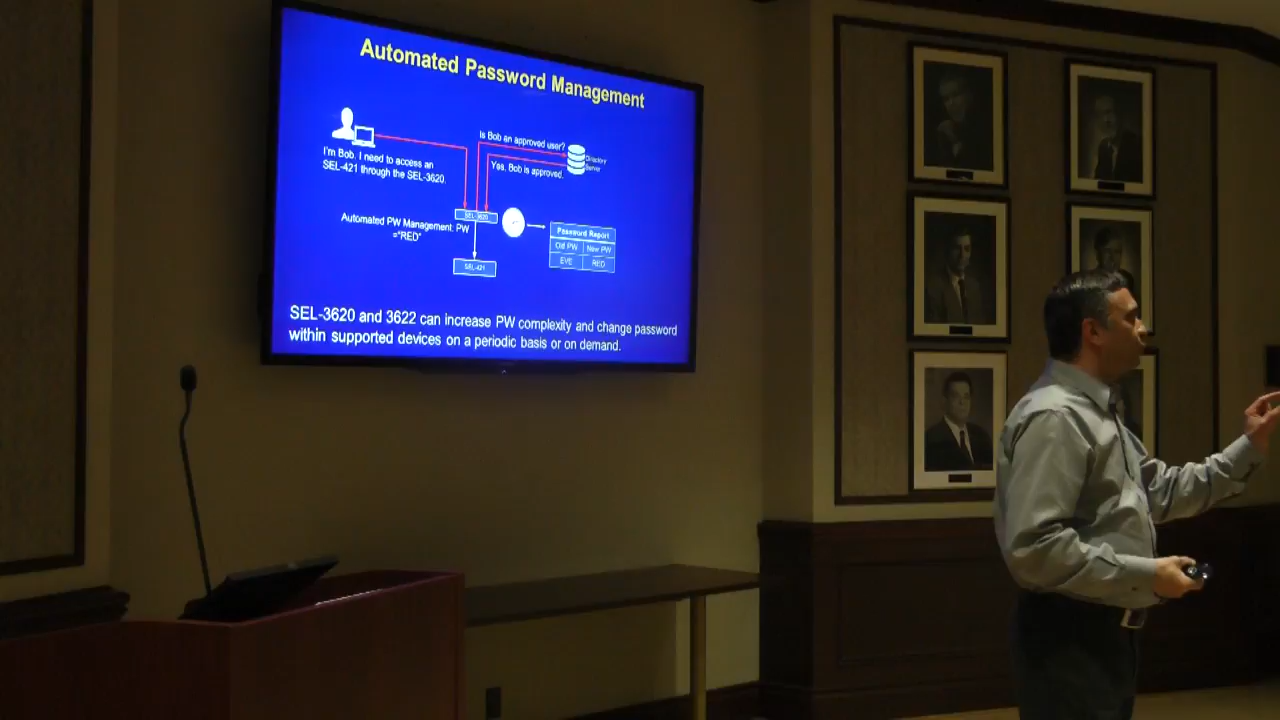 Automated Password Management
Is Bob an approved user?
Directory
Server
I'm Bob. I need to access an
SEL-421 through the SEL-3620.
Yes, Bob is approved.
SEL-3620
Automated PW Management: PW
="RED"
Password Report
Old PW New PW
EVE RED
SEL-421
SEL-3620 and 3622 can increase PW complexity and change password
within supported devices on a periodic basis or on demand.